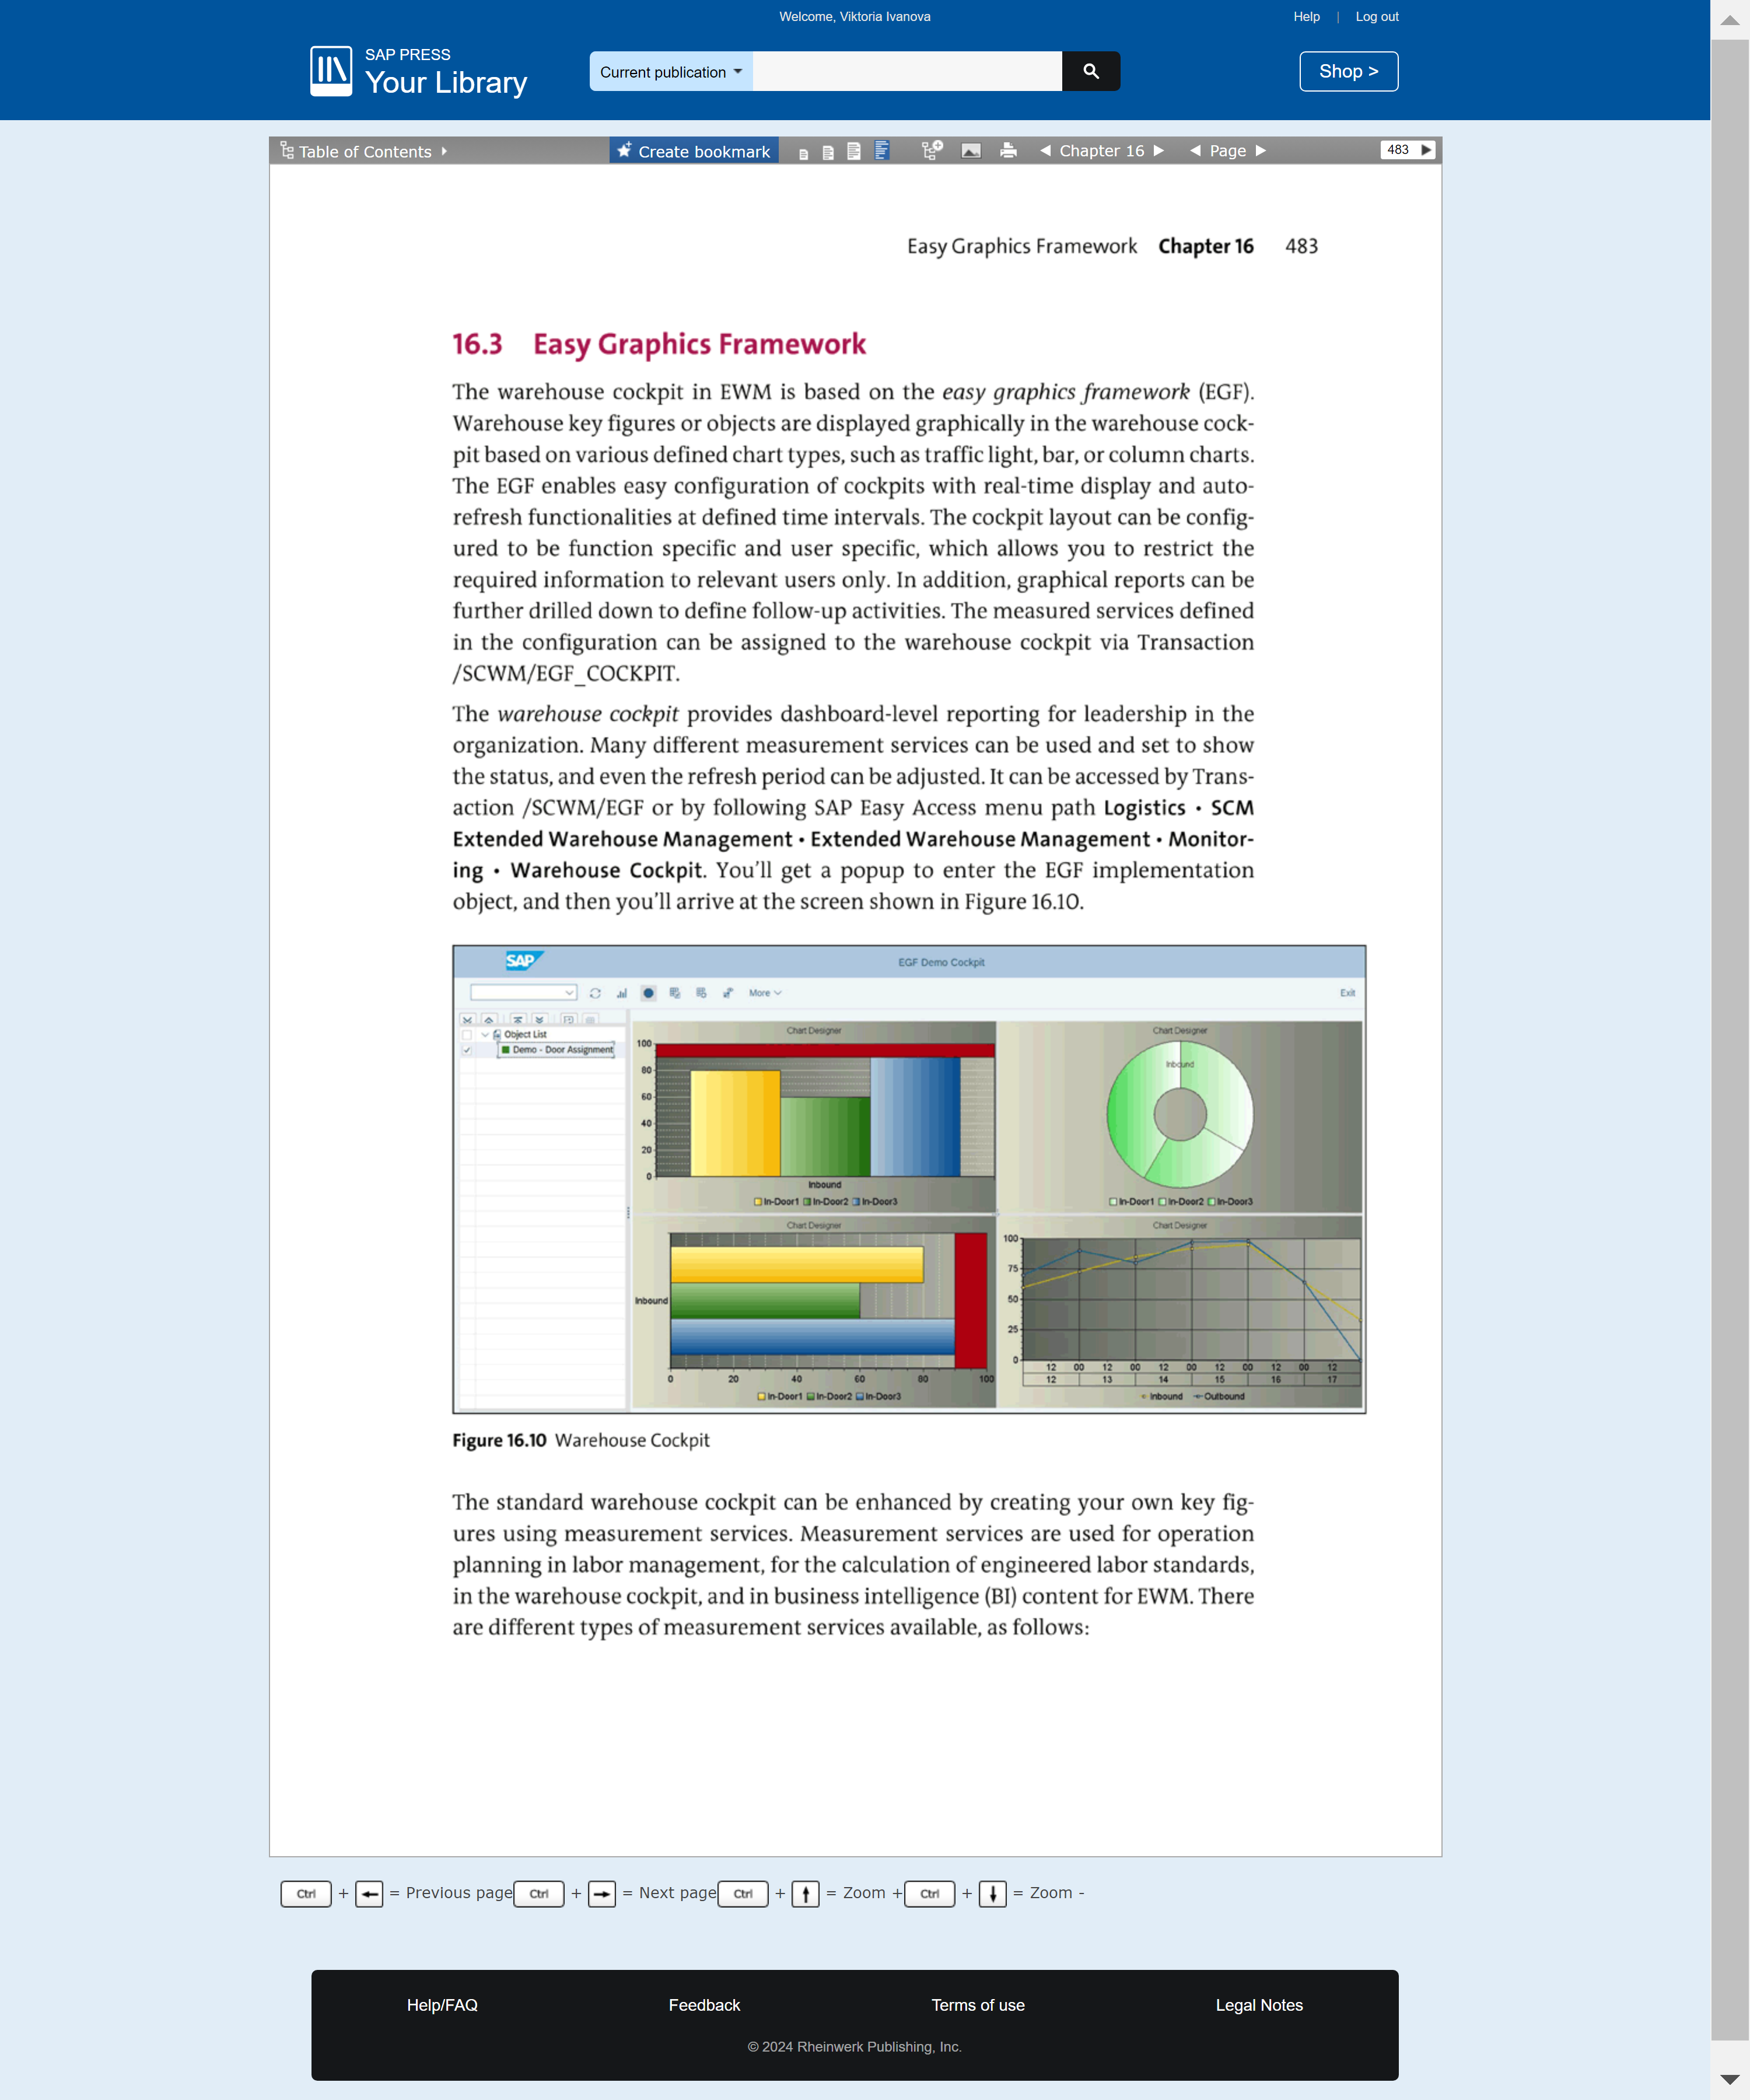 Welcome, Viktoria Ivanova
Help | Log out
SAP PRESS
Your Library
Current publication
Shop >
Table of Contents
Create bookmark
Chapter 16
Page
483
Easy Graphics Framework Chapter 16 483
16.3 Easy Graphics Framework
The warehouse cockpit in EWM is based on the easy graphics framework (EGF).
Warehouse key figures or objects are displayed graphically in the warehouse cock-
pit based on various defined chart types, such as traffic light, bar, or column charts.
The EGF enables easy configuration of cockpits with real-time display and auto-
refresh functionalities at defined time intervals. The cockpit layout can be config-
ured to be function specific and user specific, which allows you to restrict the
required information to relevant users only. In addition, graphical reports can be
further drilled down to define follow-up activities. The measured services defined
in the configuration can be assigned to the warehouse cockpit via Transaction
/SCWM/EGF_COCKPIT.
The warehouse cockpit provides dashboard-level reporting for leadership in the
organization. Many different measurement services can be used and set to show
the status, and even the refresh period can be adjusted. It can be accessed by Trans-
action /SCWM/EGF or by following SAP Easy Access menu path Logistics • SCM
Extended Warehouse Management • Extended Warehouse Management • Monitor-
ing • Warehouse Cockpit. You'll get a popup to enter the EGF implementation
object, and then you'll arrive at the screen shown in Figure 16.10.
SAP
EGF Demo Cockpit
More
Exit
Object List
Demo - Door Assignment
Chart Designer
100
80
60
40
20
0
Inbound
In-Door1 In-Door2 In-Door3
Chart Designer
Inbound
In-Door1 In-Door2 In-Door3
Chart Designer
Inbound
0 20 40 60 80 100
In-Door1 In-Door2 In-Door3
Chart Designer
100
75
50
25
0
12 00 12 00 12 00 12 00 12 00 12
12 13 14 15 16 17
Inbound Outbound
Figure 16.10 Warehouse Cockpit
The standard warehouse cockpit can be enhanced by creating your own key fig-
ures using measurement services. Measurement services are used for operation
planning in labor management, for the calculation of engineered labor standards,
in the warehouse cockpit, and in business intelligence (BI) content for EWM. There
are different types of measurement services available, as follows:
Ctrl + ← = Previous page Ctrl + → = Next page Ctrl + ↑ = Zoom + Ctrl + ↓ = Zoom -
Help/FAQ Feedback Terms of use Legal Notes
© 2024 Rheinwerk Publishing, Inc.